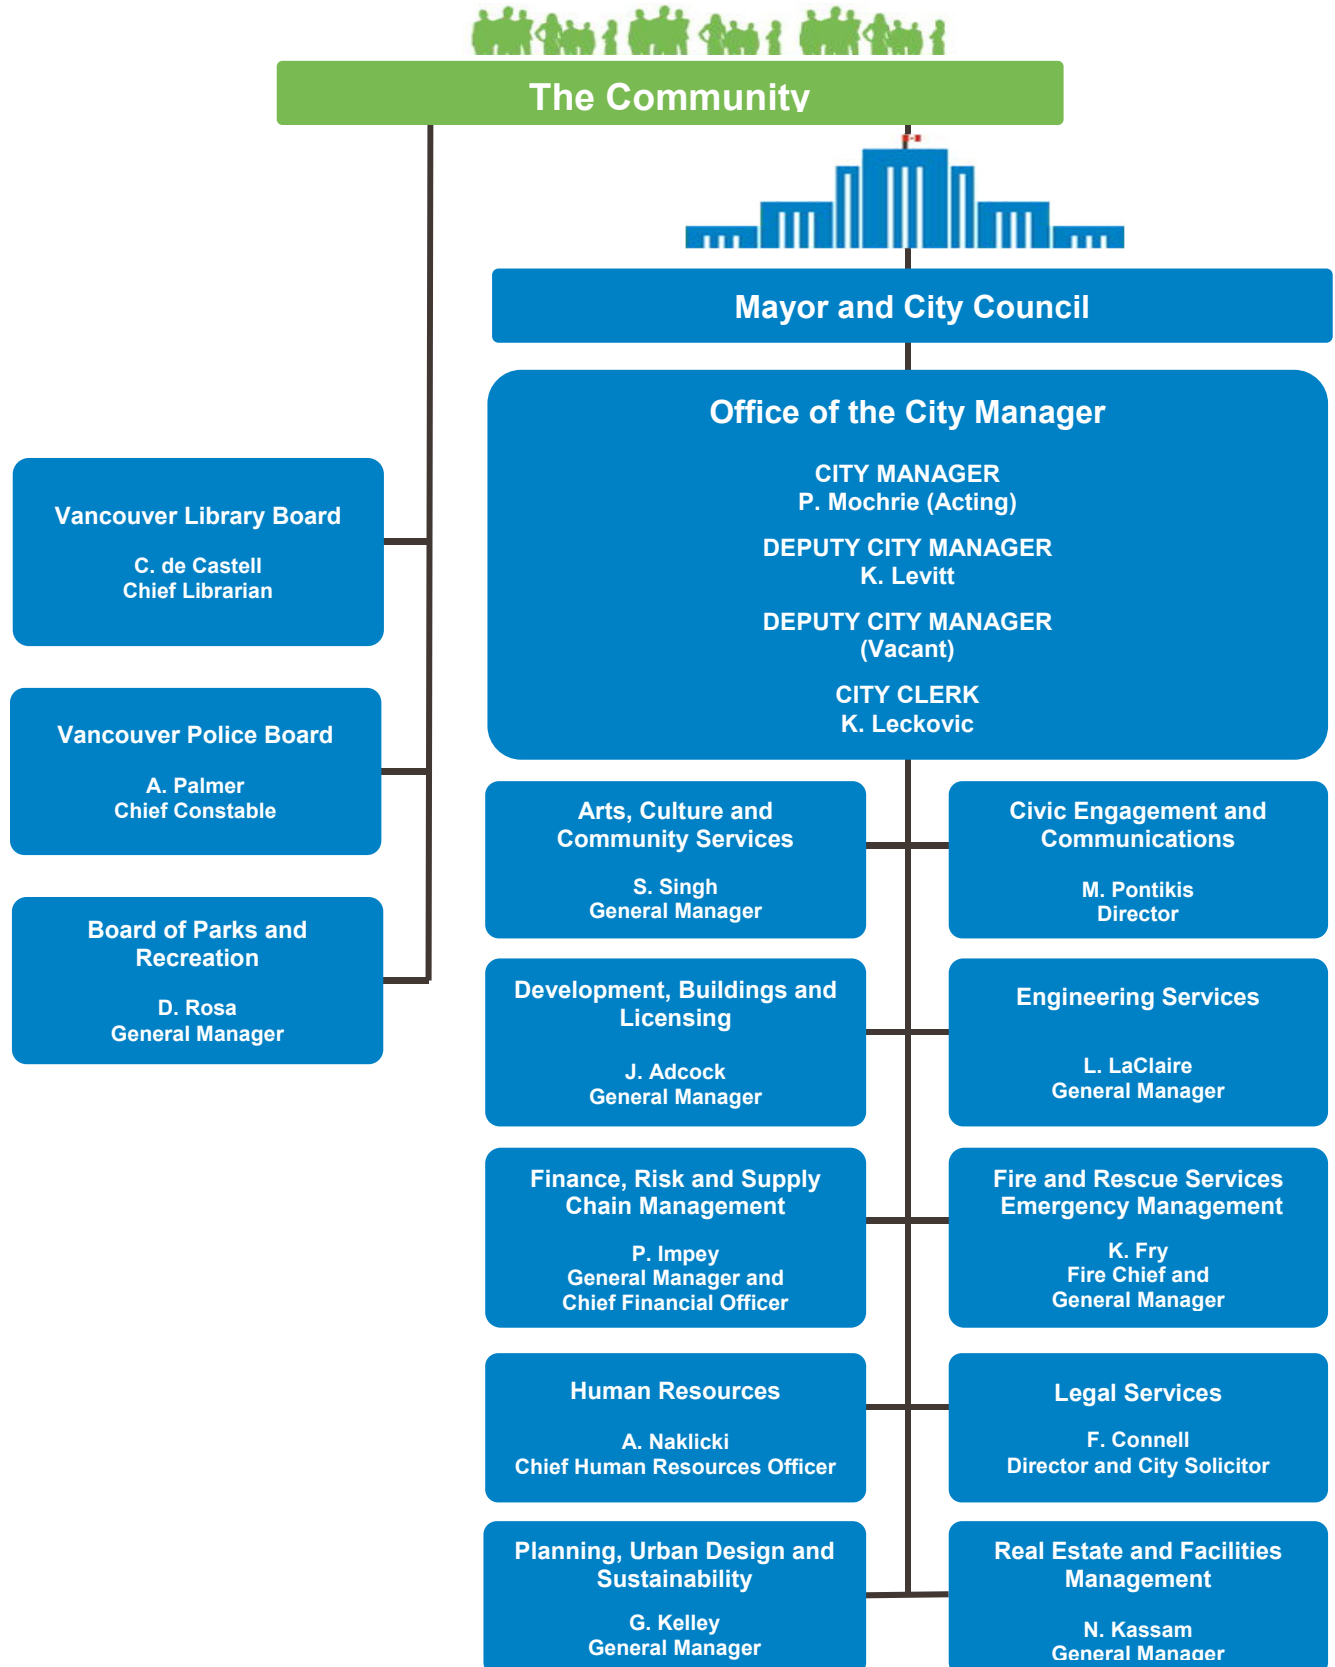 The Community
Mayor and City Council
Office of the City Manager
CITY MANAGER
P. Mochrie (Acting)
DEPUTY CITY MANAGER
K. Levitt
DEPUTY CITY MANAGER
(Vacant)
CITY CLERK
K. Leckovic
Vancouver Library Board
C. de Castell
Chief Librarian
Vancouver Police Board
A. Palmer
Chief Constable
Board of Parks and
Recreation
D. Rosa
General Manager
Arts, Culture and
Community Services
S. Singh
General Manager
Civic Engagement and
Communications
M. Pontikis
Director
Development, Buildings and
Licensing
J. Adcock
General Manager
Engineering Services
L. LaClaire
General Manager
Finance, Risk and Supply
Chain Management
P. Impey
General Manager and
Chief Financial Officer
Fire and Rescue Services
Emergency Management
K. Fry
Fire Chief and
General Manager
Human Resources
A. Naklicki
Chief Human Resources Officer
Legal Services
F. Connell
Director and City Solicitor
Planning, Urban Design and
Sustainability
G. Kelley
General Manager
Real Estate and Facilities
Management
N. Kassam
General Manager